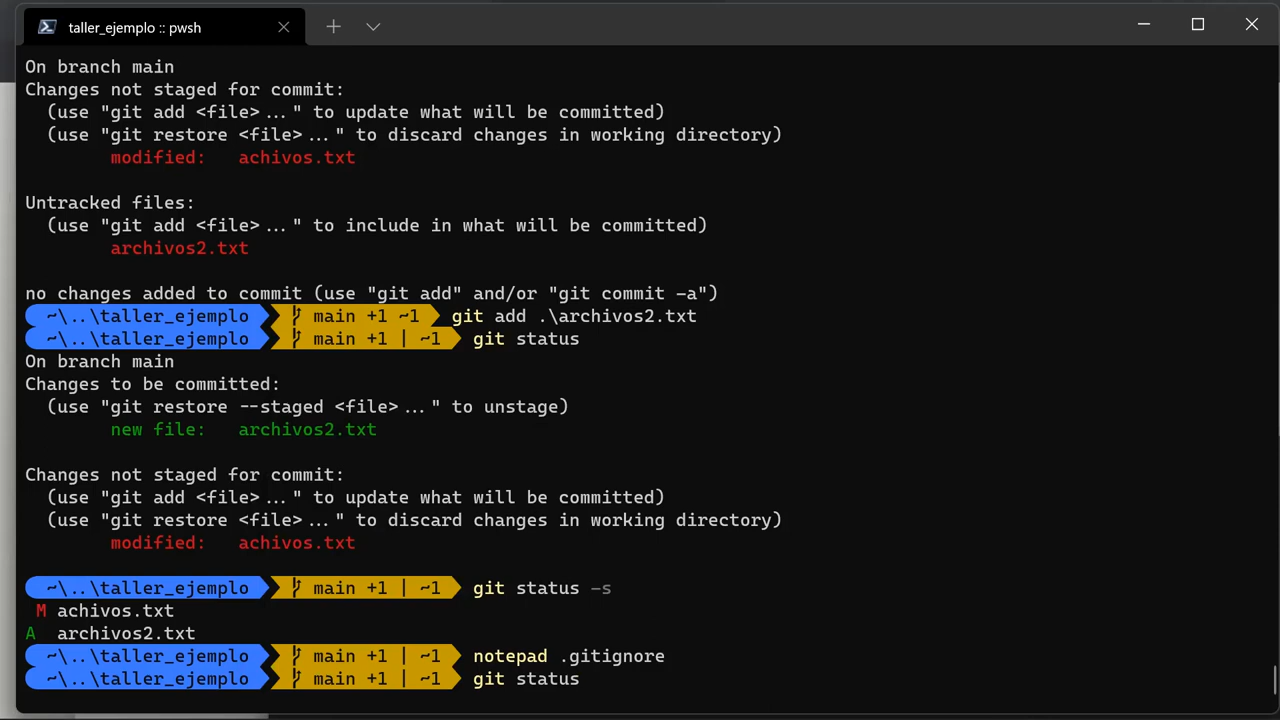 taller_ejemplo :: pwsh
On branch main
Changes not staged for commit:
  (use "git add <file>..." to update what will be committed)
  (use "git restore <file>..." to discard changes in working directory)
        modified:   achivos.txt

Untracked files:
  (use "git add <file>..." to include in what will be committed)
        archivos2.txt

no changes added to commit (use "git add" and/or "git commit -a")
~\..\taller_ejemplo main +1 ~1 git add .\archivos2.txt
~\..\taller_ejemplo main +1 | ~1 git status
On branch main
Changes to be committed:
  (use "git restore --staged <file>..." to unstage)
        new file:   archivos2.txt

Changes not staged for commit:
  (use "git add <file>..." to update what will be committed)
  (use "git restore <file>..." to discard changes in working directory)
        modified:   achivos.txt

~\..\taller_ejemplo main +1 | ~1 git status -s
 M achivos.txt
A  archivos2.txt
~\..\taller_ejemplo main +1 | ~1 notepad .gitignore
~\..\taller_ejemplo main +1 | ~1 git status